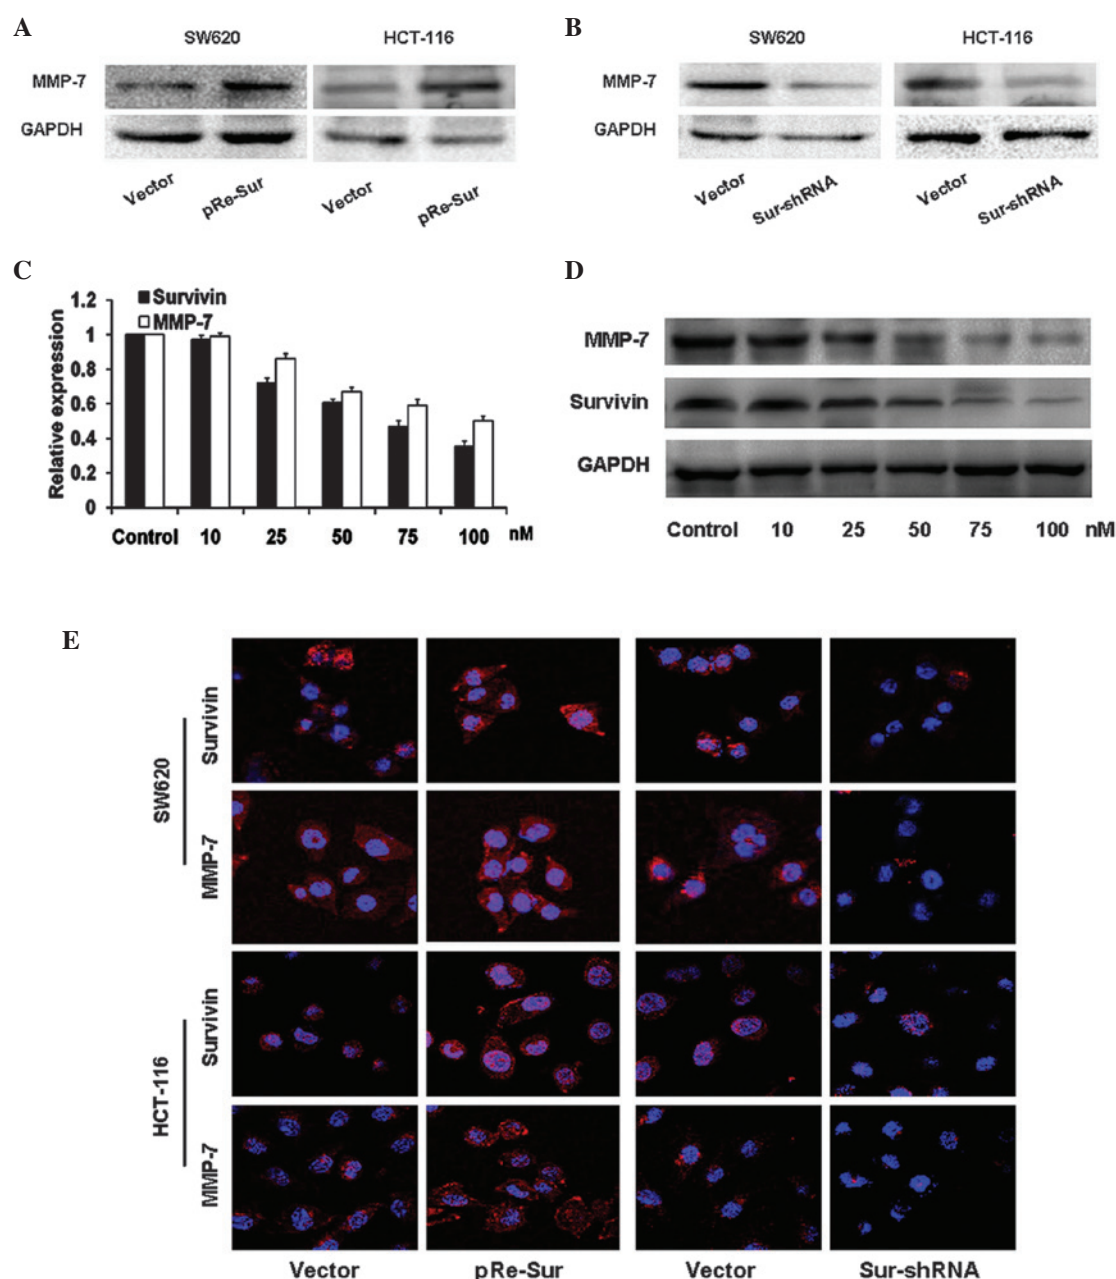 A
SW620 HCT-116
MMP-7
GAPDH
Vector pRe-Sur Vector pRe-Sur
B
SW620 HCT-116
MMP-7
GAPDH
Vector Sur-shRNA Vector Sur-shRNA
C
Survivin
MMP-7
Relative expression
1.2
1
0.8
0.6
0.4
0.2
0
Control 10 25 50 75 100 nM
D
MMP-7
Survivin
GAPDH
Control 10 25 50 75 100 nM
E
SW620
Survivin
MMP-7
HCT-116
Survivin
MMP-7
Vector pRe-Sur Vector Sur-shRNA